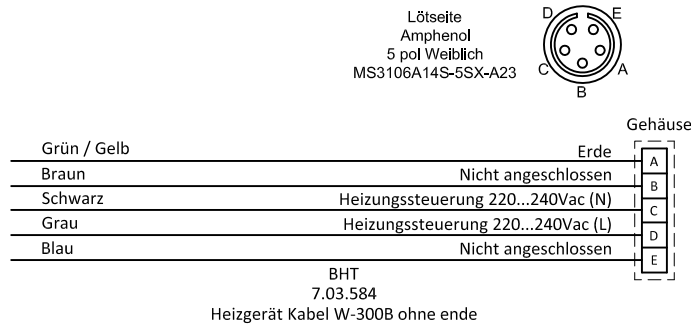 Lötseite
Amphenol
5 pol Weiblich
MS3106A14S-5SX-A23
D E
C A
B
Gehäuse
Grün / Gelb Erde A
Braun Nicht angeschlossen B
Schwarz Heizungssteuerung 220...240Vac (N) C
Grau Heizungssteuerung 220...240Vac (L) D
Blau Nicht angeschlossen E
BHT
7.03.584
Heizgerät Kabel W-300B ohne ende